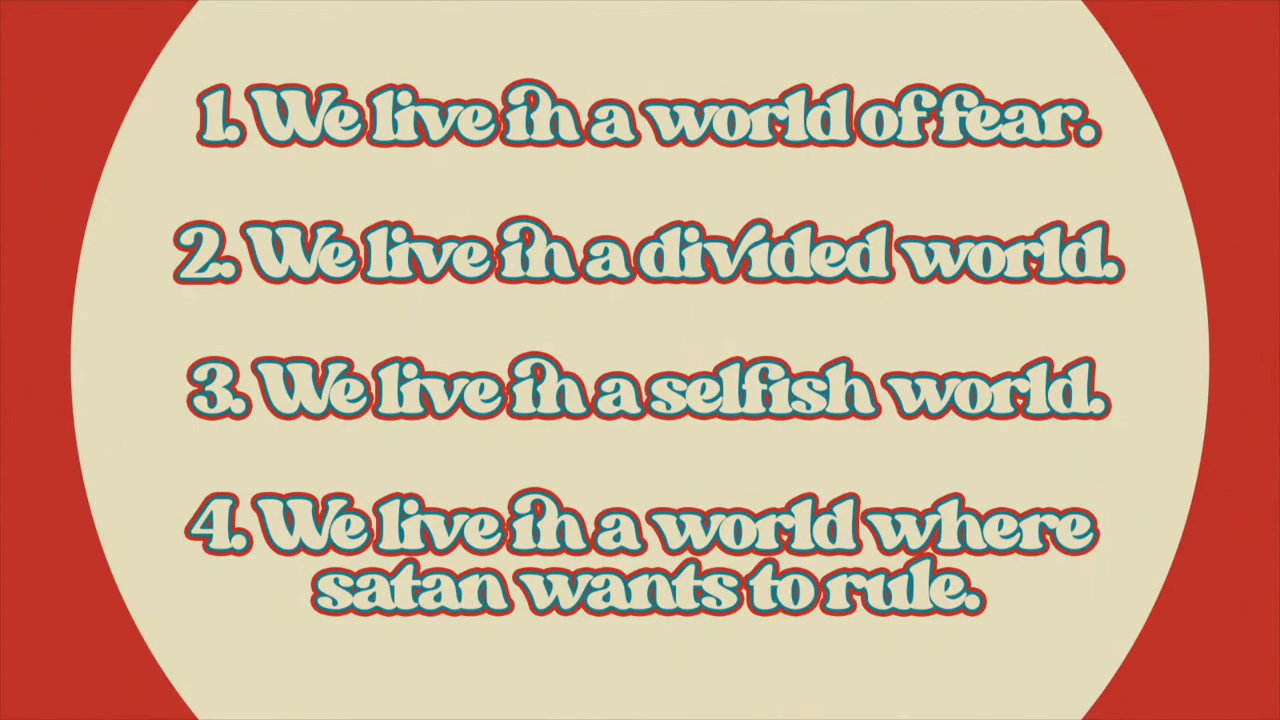 1. We live in a world of fear.
2. We live in a divided world.
3. We live in a selfish world.
4. We live in a world where
satan wants to rule.